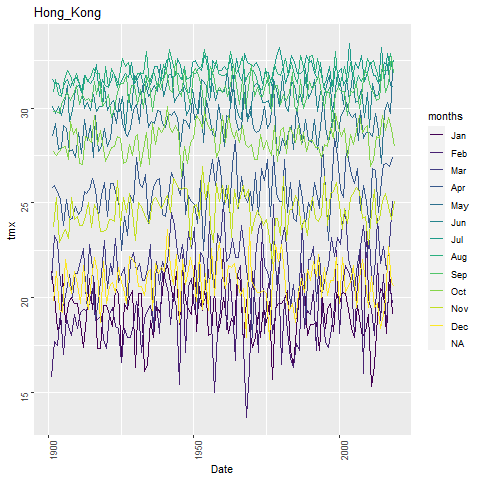 Hong_Kong
tmx
30
25
20
15
1900
1950
2000
Date
months
Jan
Feb
Mar
Apr
May
Jun
Jul
Aug
Sep
Oct
Nov
Dec
NA